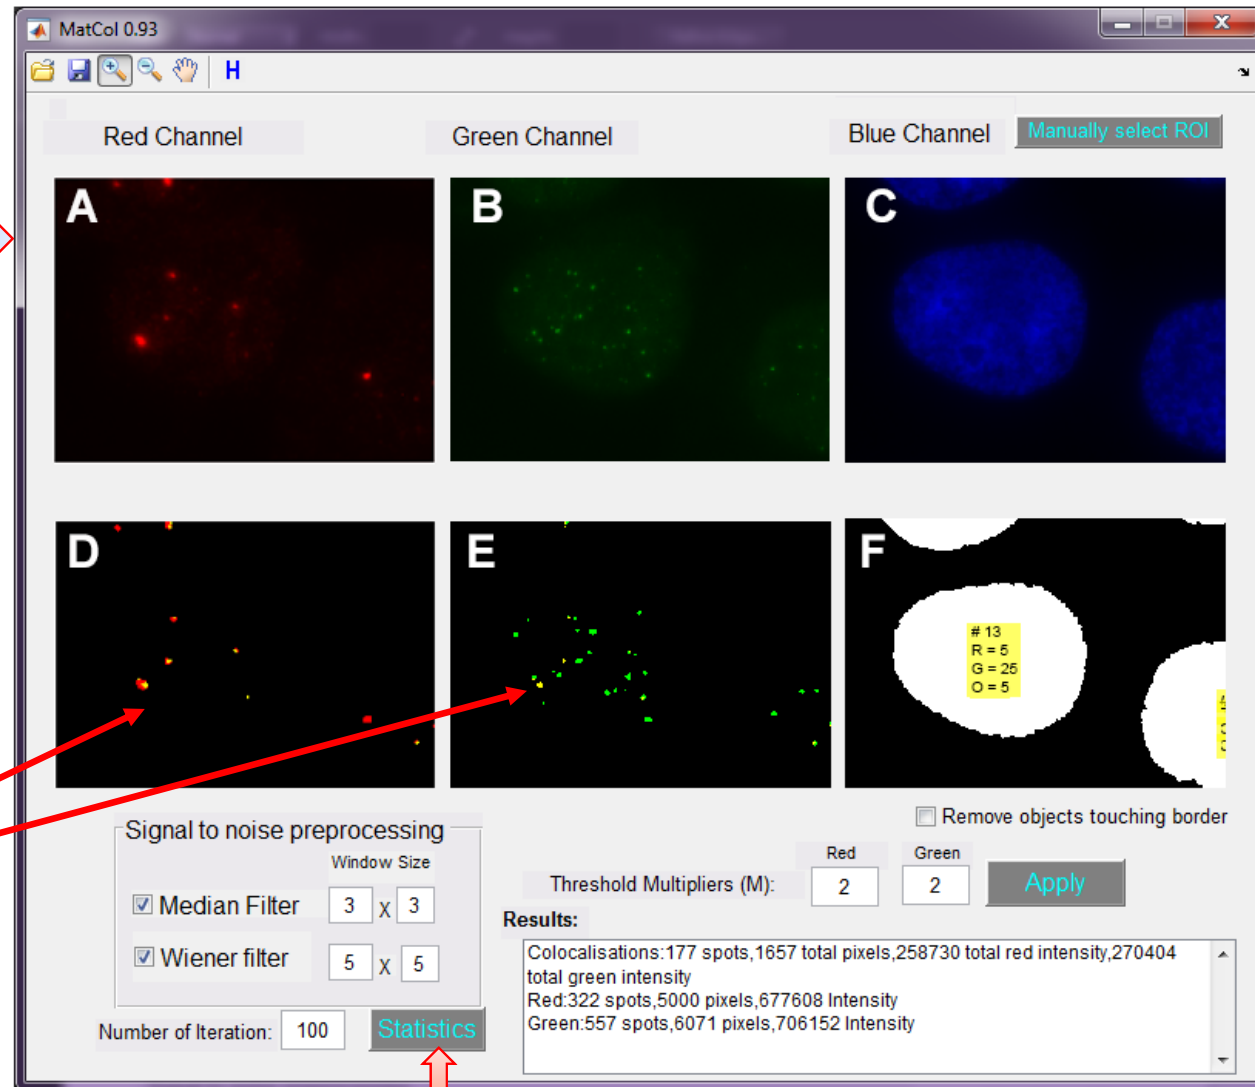 MatCol 0.93
H
Red Channel
Green Channel
Blue Channel
Manually select ROI
A
B
C
D
E
F
# 13
R = 5
G = 25
O = 5
Remove objects touching border
Signal to noise preprocessing
Window Size
Median Filter
3 X 3
Wiener filter
5 X 5
Number of Iteration: 100
Statistics
Red
Green
Threshold Multipliers (M):
2
2
Apply
Results:
Colocalisations:177 spots,1657 total pixels,258730 total red intensity,270404
total green intensity
Red:322 spots,5000 pixels,677608 Intensity
Green:557 spots,6071 pixels,706152 Intensity